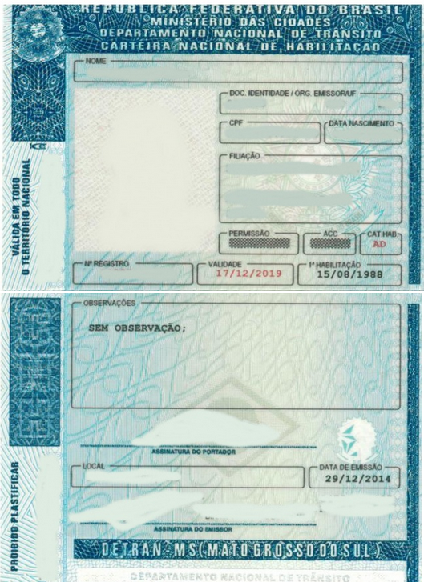 REPÚBLICA FEDERATIVA DO BRASIL
MINISTÉRIO DAS CIDADES
DEPARTAMENTO NACIONAL DE TRÂNSITO
CARTEIRA NACIONAL DE HABILITAÇÃO
NOME
DOC. IDENTIDADE / ORG. EMISSOR/UF
CPF
DATA NASCIMENTO
FILIAÇÃO
PERMISSÃO
ACC
CAT HAB
AD
Nº REGISTRO
VALIDADE
1ª HABILITAÇÃO
17/12/2019
15/08/1988
VÁLIDA EM TODO
O TERRITÓRIO NACIONAL
OBSERVAÇÕES
SEM OBSERVAÇÃO;
ASSINATURA DO PORTADOR
LOCAL
DATA DE EMISSÃO
29/12/2014
ASSINATURA DO EMISSOR
PROIBIDO PLASTIFICAR
DETRAN MS (MATO GROSSO DO SUL)
DEPARTAMENTO NACIONAL DE TRÂNSITO